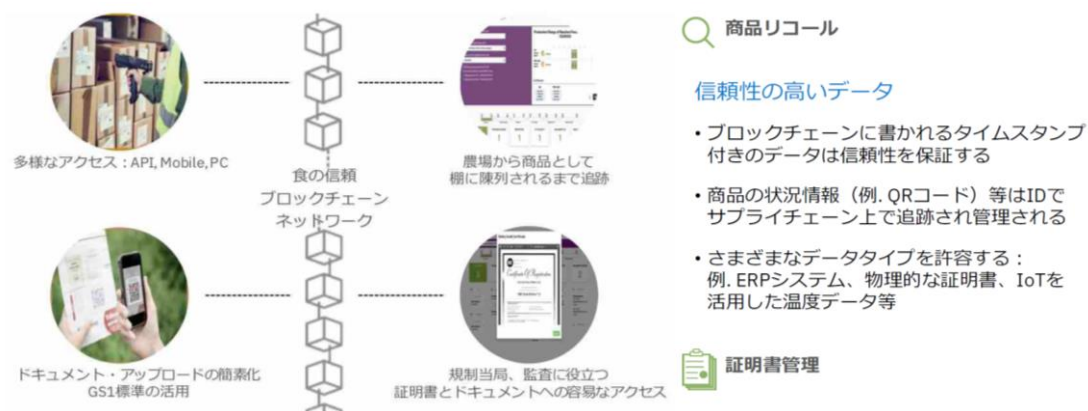 多様なアクセス：API, Mobile, PC
食の信頼
ブロックチェーン
ネットワーク
農場から商品として
棚に陳列されるまで追跡
ドキュメント・アップロードの簡素化
GS1標準の活用
規制当局、監査に役立つ
証明書とドキュメントへの容易なアクセス
商品リコール
信頼性の高いデータ
• ブロックチェーンに書かれるタイムスタンプ
付きのデータは信頼性を保証する
• 商品の状況情報（例. QRコード）等はIDで
サプライチェーン上で追跡され管理される
• さまざまなデータタイプを許容する：
例. ERPシステム、物理的な証明書、IoTを
活用した温度データ等
証明書管理